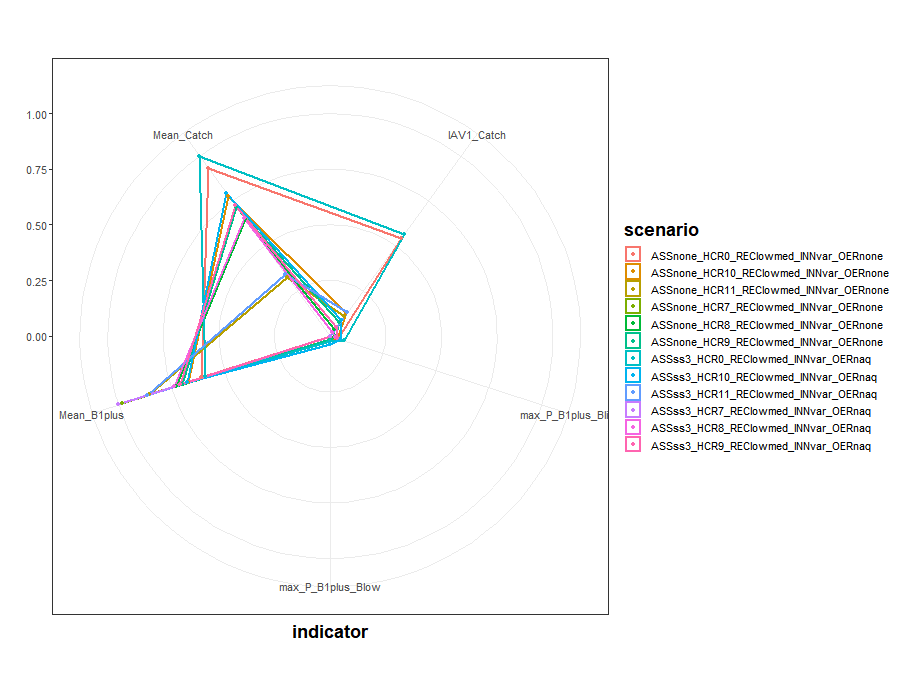 1.00
0.75
0.50
0.25
0.00
Mean_Catch
IAV1_Catch
Mean_B1plus
max_P_B1plus_Bli
max_P_B1plus_Blow
indicator
scenario
ASSnone_HCR0_REClowmed_INNvar_OERnone
ASSnone_HCR10_REClowmed_INNvar_OERnone
ASSnone_HCR11_REClowmed_INNvar_OERnone
ASSnone_HCR7_REClowmed_INNvar_OERnone
ASSnone_HCR8_REClowmed_INNvar_OERnone
ASSnone_HCR9_REClowmed_INNvar_OERnone
ASSss3_HCR0_REClowmed_INNvar_OERnaq
ASSss3_HCR10_REClowmed_INNvar_OERnaq
ASSss3_HCR11_REClowmed_INNvar_OERnaq
ASSss3_HCR7_REClowmed_INNvar_OERnaq
ASSss3_HCR8_REClowmed_INNvar_OERnaq
ASSss3_HCR9_REClowmed_INNvar_OERnaq